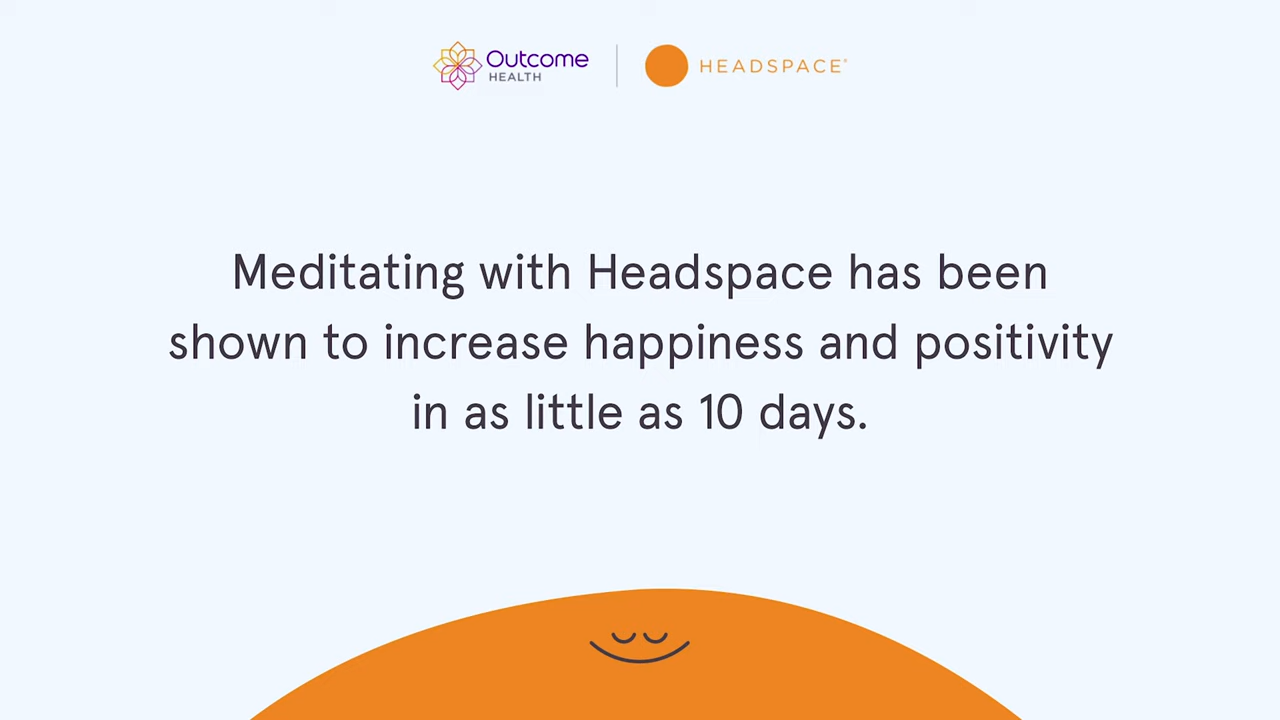 Outcome
HEALTH
HEADSPACE®
Meditating with Headspace has been
shown to increase happiness and positivity
in as little as 10 days.